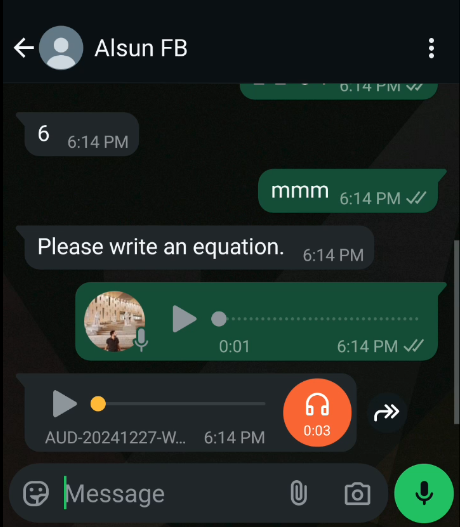 Alsun FB
6:14 PM
6 6:14 PM
mmm 6:14 PM
Please write an equation. 6:14 PM
0:01 6:14 PM
0:03
AUD-20241227-W... 6:14 PM
Message